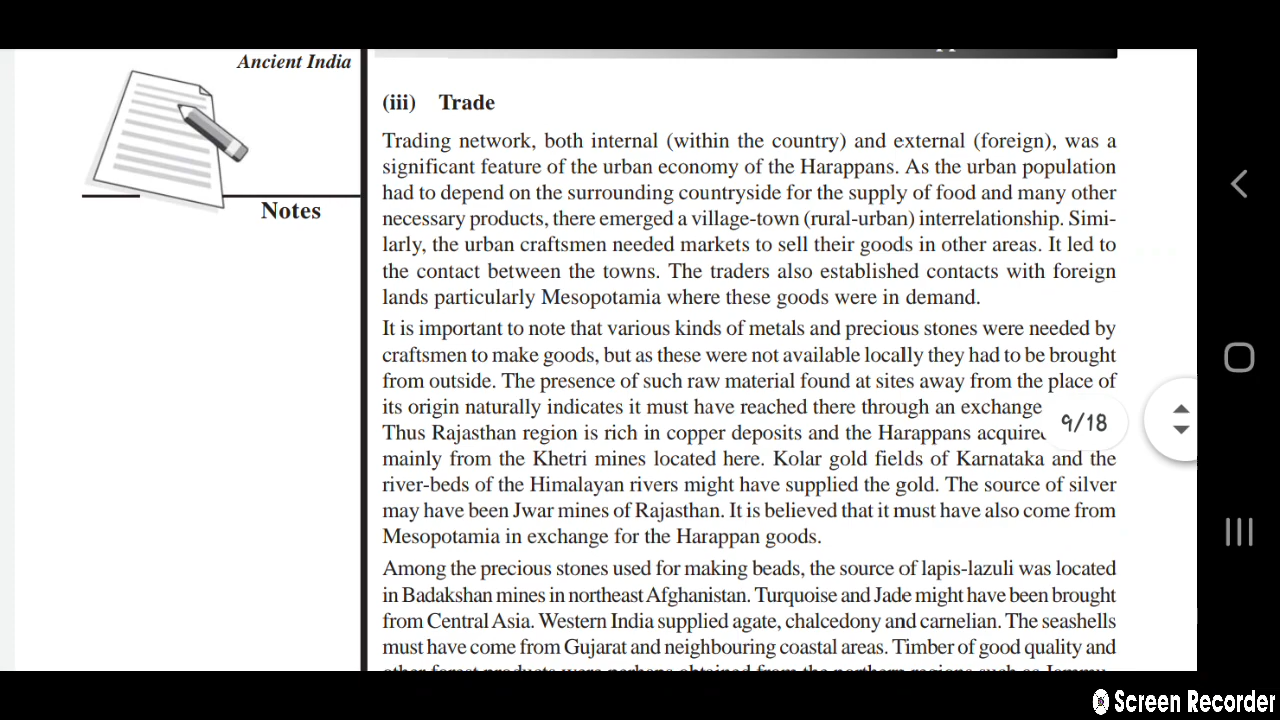 Ancient India
Notes
(iii) Trade
Trading network, both internal (within the country) and external (foreign), was a
significant feature of the urban economy of the Harappans. As the urban population
had to depend on the surrounding countryside for the supply of food and many other
necessary products, there emerged a village-town (rural-urban) interrelationship. Simi-
larly, the urban craftsmen needed markets to sell their goods in other areas. It led to
the contact between the towns. The traders also established contacts with foreign
lands particularly Mesopotamia where these goods were in demand.
It is important to note that various kinds of metals and precious stones were needed by
craftsmen to make goods, but as these were not available locally they had to be brought
from outside. The presence of such raw material found at sites away from the place of
its origin naturally indicates it must have reached there through an exchange
Thus Rajasthan region is rich in copper deposits and the Harappans acquired
mainly from the Khetri mines located here. Kolar gold fields of Karnataka and the
river-beds of the Himalayan rivers might have supplied the gold. The source of silver
may have been Jwar mines of Rajasthan. It is believed that it must have also come from
Mesopotamia in exchange for the Harappan goods.
Among the precious stones used for making beads, the source of lapis-lazuli was located
in Badakshan mines in northeast Afghanistan. Turquoise and Jade might have been brought
from Central Asia. Western India supplied agate, chalcedony and carnelian. The seashells
must have come from Gujarat and neighbouring coastal areas. Timber of good quality and
9/18
Screen Recorder